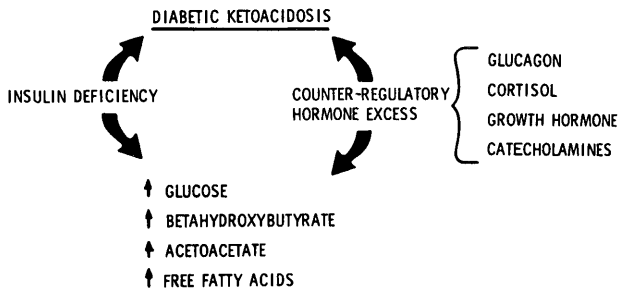 DIABETIC KETOACIDOSIS
INSULIN DEFICIENCY
COUNTER-REGULATORY
HORMONE EXCESS
GLUCAGON
CORTISOL
GROWTH HORMONE
CATECHOLAMINES
GLUCOSE
BETAHYDROXYBUTYRATE
ACETOACETATE
FREE FATTY ACIDS